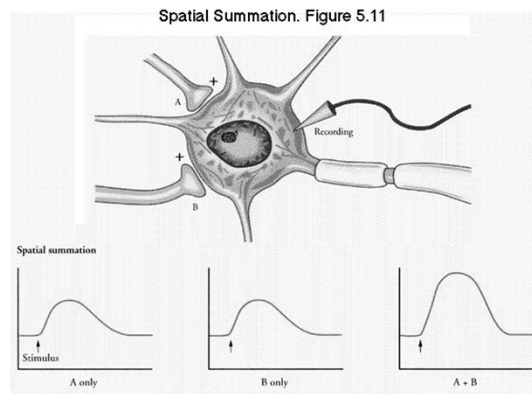 Spatial Summation. Figure 5.11
+
A
Recording
+
B
Spatial summation
Stimulus
A only
B only
A + B